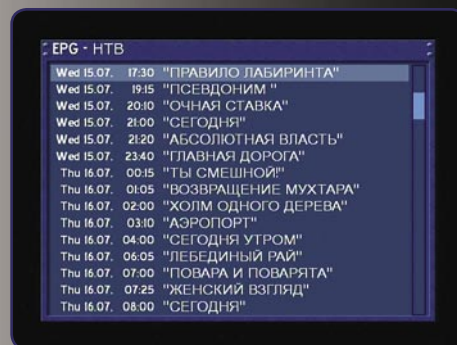 EPG - НТВ
Wed 15.07. 17:30 "ПРАВИЛО ЛАБИРИНТА"
Wed 15.07. 19:15 "ПСЕВДОНИМ "
Wed 15.07. 20:10 "ОЧНАЯ СТАВКА"
Wed 15.07. 21:00 "СЕГОДНЯ"
Wed 15.07. 21:20 "АБСОЛЮТНАЯ ВЛАСТЬ"
Wed 15.07. 23:40 "ГЛАВНАЯ ДОРОГА"
Thu 16.07. 00:15 "ТЫ СМЕШНОЙ!"
Thu 16.07. 01:05 "ВОЗВРАЩЕНИЕ МУХТАРА"
Thu 16.07. 02:00 "ХОЛМ ОДНОГО ДЕРЕВА"
Thu 16.07. 03:10 "АЭРОПОРТ"
Thu 16.07. 04:00 "СЕГОДНЯ УТРОМ"
Thu 16.07. 06:05 "ЛЕБЕДИНЫЙ РАЙ"
Thu 16.07. 07:00 "ПОВАРА И ПОВАРЯТА"
Thu 16.07. 07:25 "ЖЕНСКИЙ ВЗГЛЯД"
Thu 16.07. 08:00 "СЕГОДНЯ"